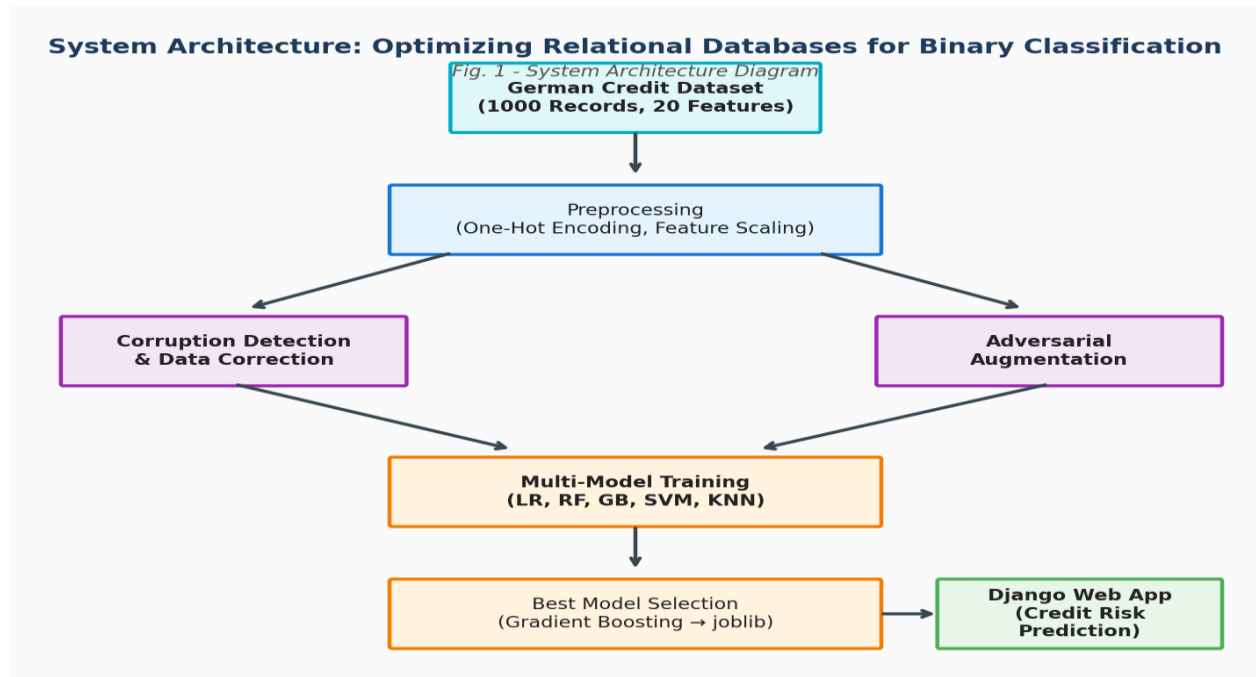 System Architecture: Optimizing Relational Databases for Binary Classification
Fig. 1 - System Architecture Diagram
German Credit Dataset
(1000 Records, 20 Features)
Preprocessing
(One-Hot Encoding, Feature Scaling)
Corruption Detection
& Data Correction
Adversarial
Augmentation
Multi-Model Training
(LR, RF, GB, SVM, KNN)
Best Model Selection
(Gradient Boosting → joblib)
Django Web App
(Credit Risk
Prediction)